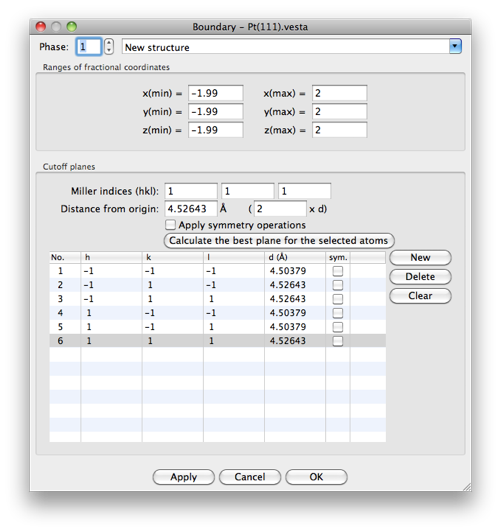 Boundary – Pt(111).vesta
Phase: 1 New structure
Ranges of fractional coordinates
x(min) = -1.99 x(max) = 2
y(min) = -1.99 y(max) = 2
z(min) = -1.99 z(max) = 2
Cutoff planes
Miller indices (hkl): 1 1 1
Distance from origin: 4.52643 Å ( 2 x d)
Apply symmetry operations
Calculate the best plane for the selected atoms
No. h k l d (Å) sym. New
1 -1 -1 -1 4.50379
2 -1 1 -1 4.52643 Delete
3 -1 1 1 4.52643 Clear
4 1 -1 -1 4.50379
5 1 -1 1 4.50379
6 1 1 1 4.52643
Apply Cancel OK